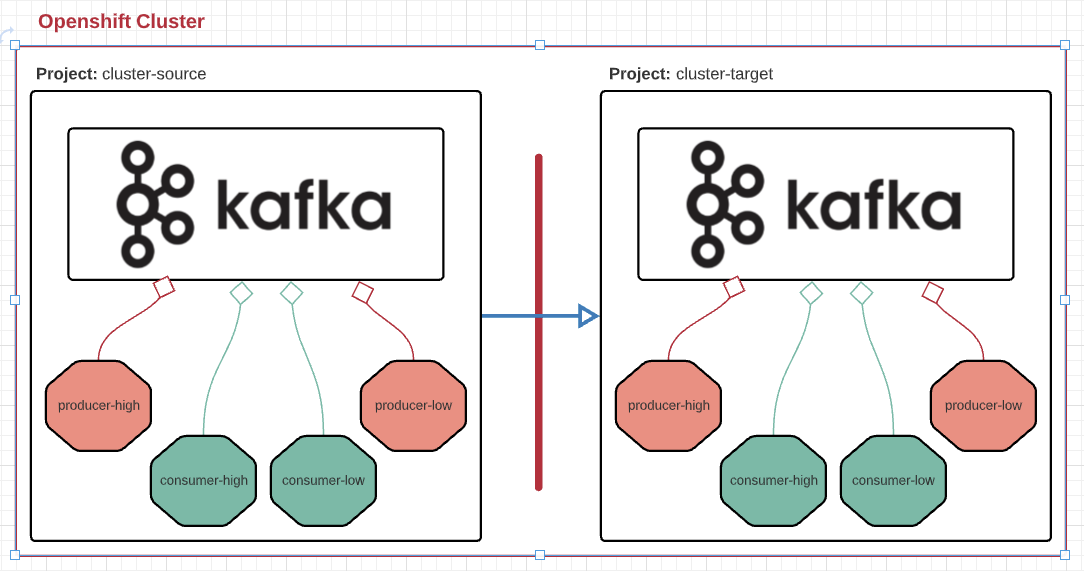 Openshift Cluster
Project: cluster-source
Project: cluster-target
kafka
kafka
producer-high
producer-low
producer-high
producer-low
consumer-high
consumer-low
consumer-high
consumer-low